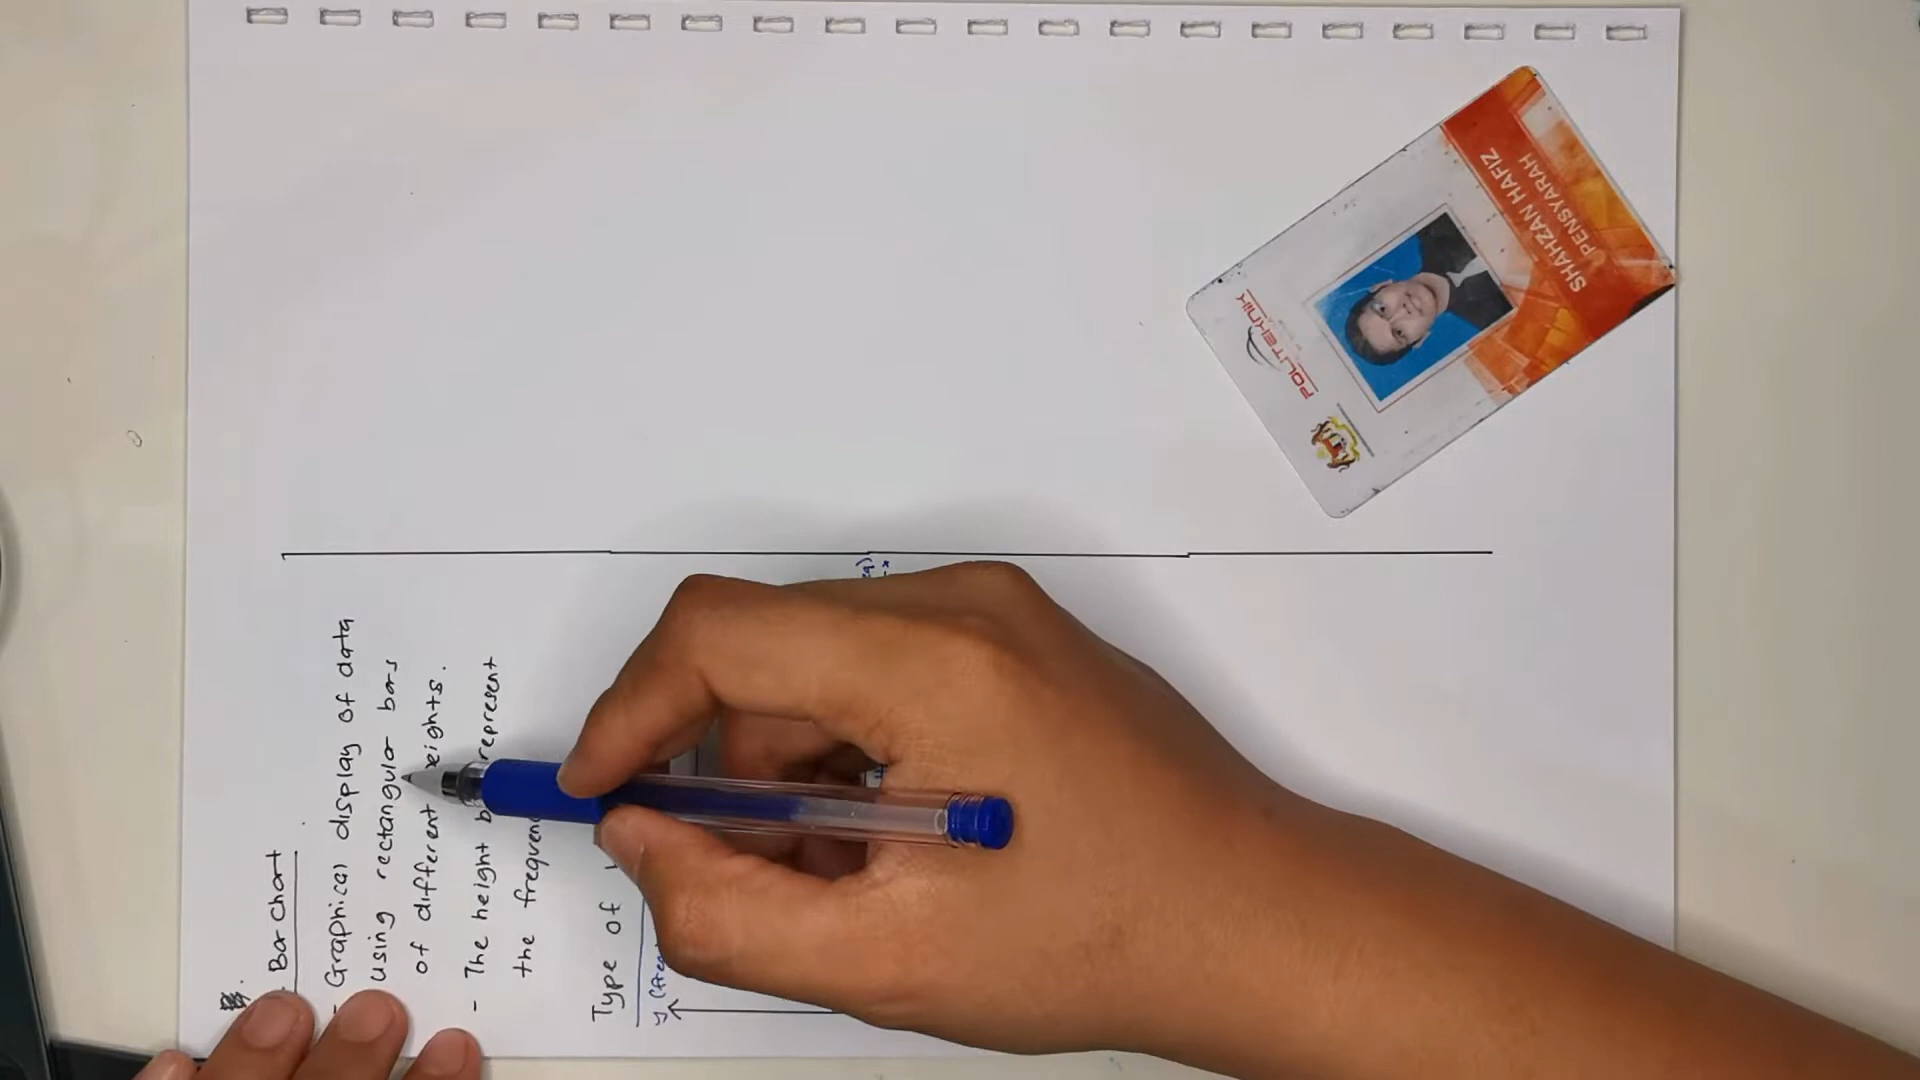 Bar Chart
- Graphical display of data
using rectangular bars
of different
- The height represent
the
Type of
y
SHAHZAN HAFIZ
PENSYARAH
POLITEKNIK